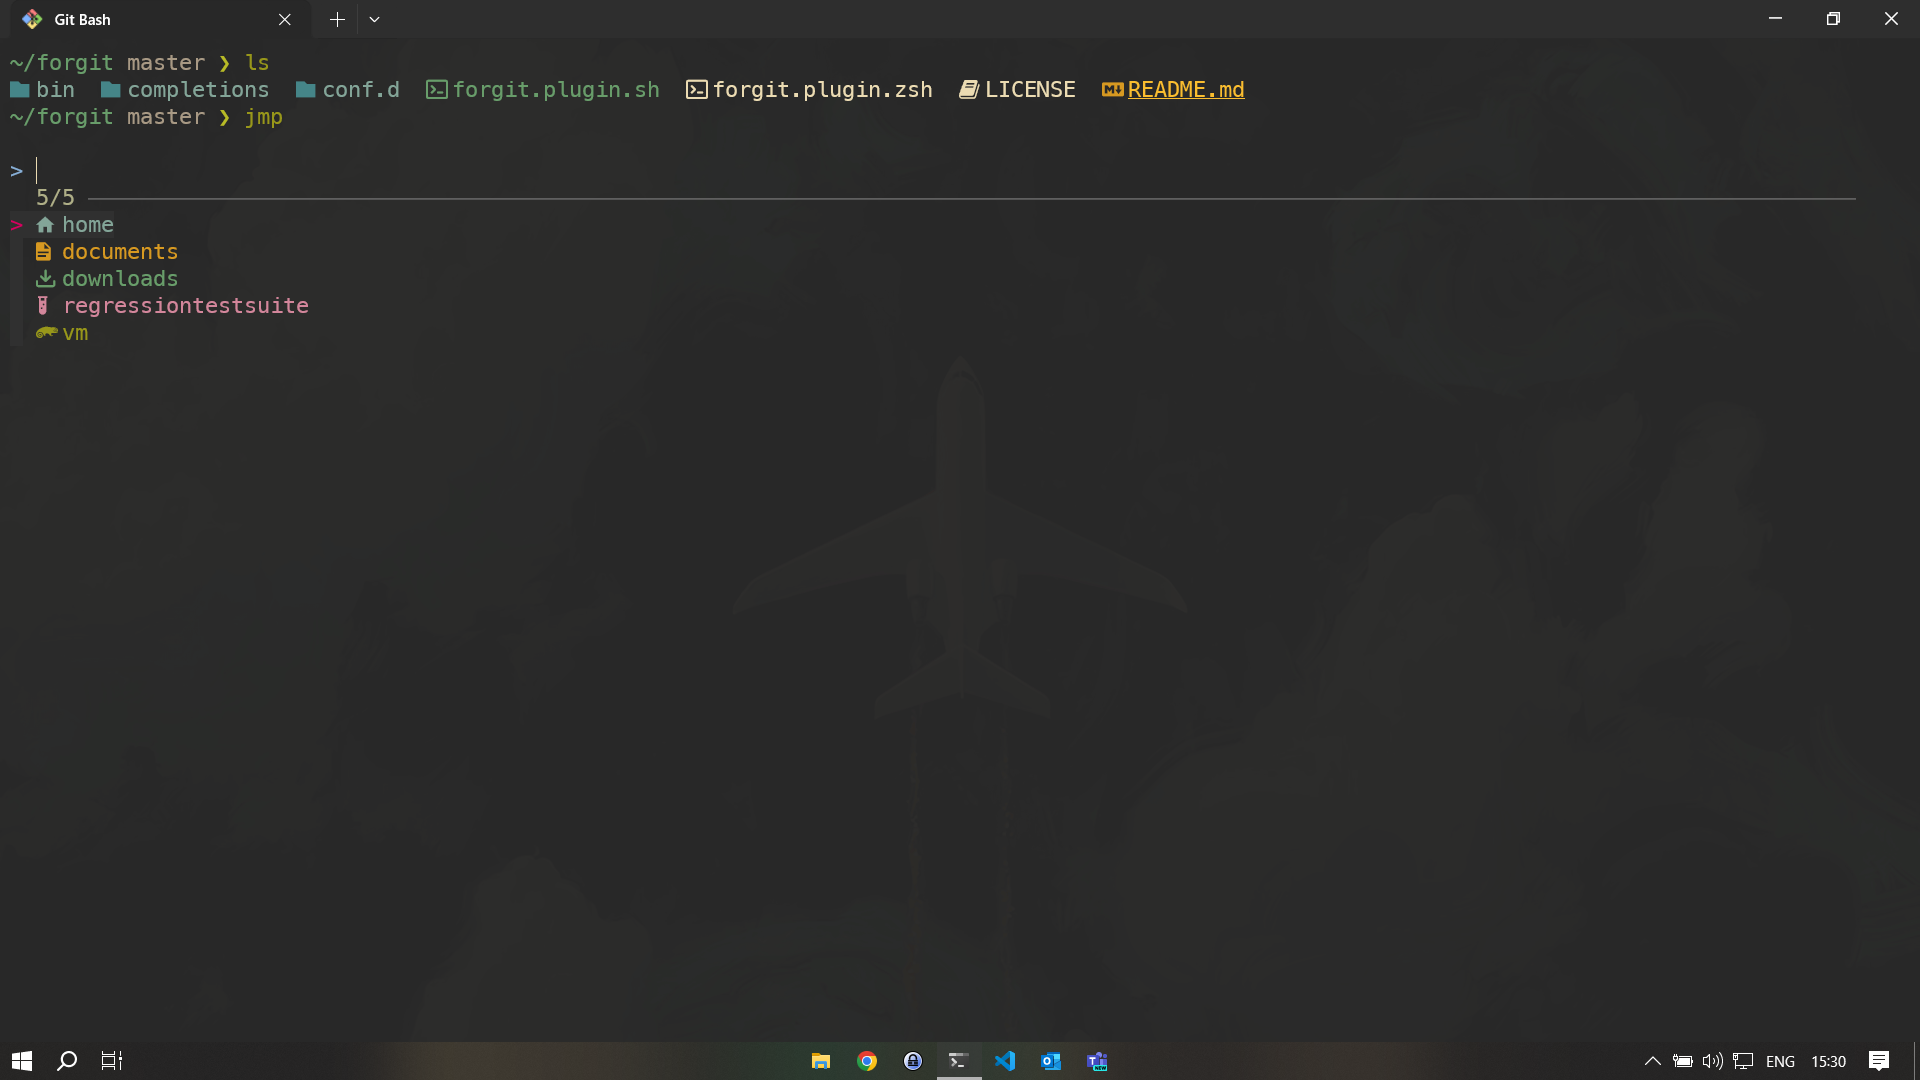 Git Bash
~/forgit master ❯ ls
bin completions conf.d forgit.plugin.sh forgit.plugin.zsh LICENSE README.md
~/forgit master ❯ jmp
>
5/5
> home
documents
downloads
regressiontestsuite
vm
ENG 15:30